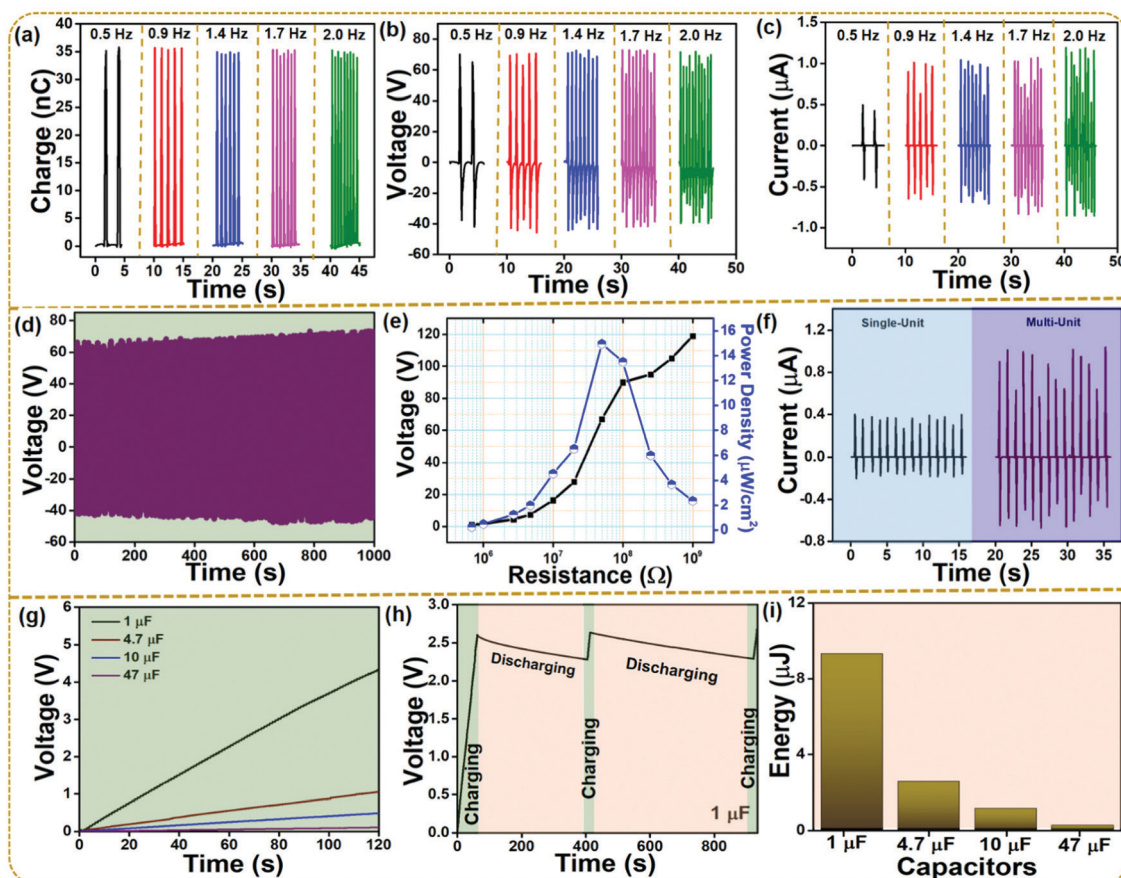 (a)
0.5 Hz 0.9 Hz 1.4 Hz 1.7 Hz 2.0 Hz
Charge (nC)
40
35
30
25
20
15
10
5
0
0 5 10 15 20 25 30 35 40 45
Time (s)
(b)
0.5 Hz 0.9 Hz 1.4 Hz 1.7 Hz 2.0 Hz
Voltage (V)
80
60
40
20
0
-20
-40
-60
0 10 20 30 40 50
Time (s)
(c)
0.5 Hz 0.9 Hz 1.4 Hz 1.7 Hz 2.0 Hz
Current (μA)
1.5
1.0
0.5
0.0
-0.5
-1.0
0 10 20 30 40 50
Time (s)
(d)
Voltage (V)
80
60
40
20
0
-20
-40
-60
0 200 400 600 800 1000
Time (s)
(e)
Voltage (V)
120
100
80
60
40
20
0
Power Density (μW/cm²)
16
14
12
10
8
6
4
2
0
10⁶ 10⁷ 10⁸ 10⁹
Resistance (Ω)
(f)
Single-Unit Multi-Unit
Current (μA)
1.2
0.8
0.4
0.0
-0.4
-0.8
0 5 10 15 20 25 30 35
Time (s)
(g)
1 μF
4.7 μF
10 μF
47 μF
Voltage (V)
6
5
4
3
2
1
0
0 20 40 60 80 100 120
Time (s)
(h)
Voltage (V)
3.0
2.5
2.0
1.5
1.0
0.5
0.0
Charging
Discharging
Charging
Discharging
Charging
1 μF
0 200 400 600 800
Time (s)
(i)
Energy (μJ)
12
9
6
3
0
1 μF 4.7 μF 10 μF 47 μF
Capacitors